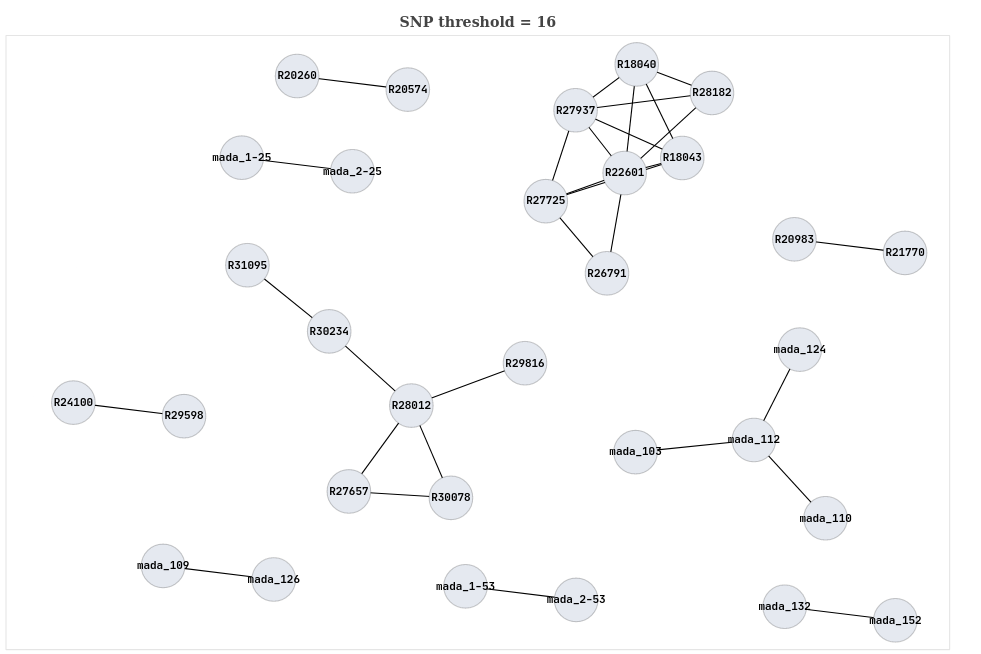 SNP threshold = 16
R18040
R20260
R20574
R28182
R27937
mada_1-25
mada_2-25
R18043
R22601
R27725
R20983
R21770
R31095
R26791
R30234
mada_124
R29816
R24100
R29598
R28012
mada_112
mada_103
R27657
R30078
mada_110
mada_109
mada_126
mada_1-53
mada_2-53
mada_132
mada_152